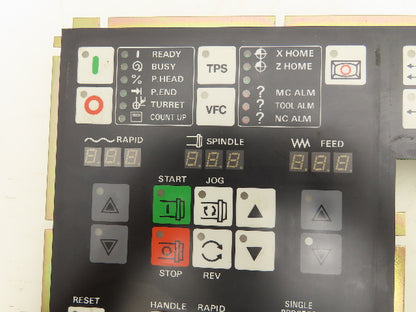 READY
BUSY
P.HEAD
P.END
TURRET
COUNT UP
TPS
VFC
X HOME
Z HOME
? MC ALM
? TOOL ALM
? NC ALM
RAPID
SPINDLE
FEED
START
JOG
STOP
REV
RESET
HANDLE
RAPID
SINGLE